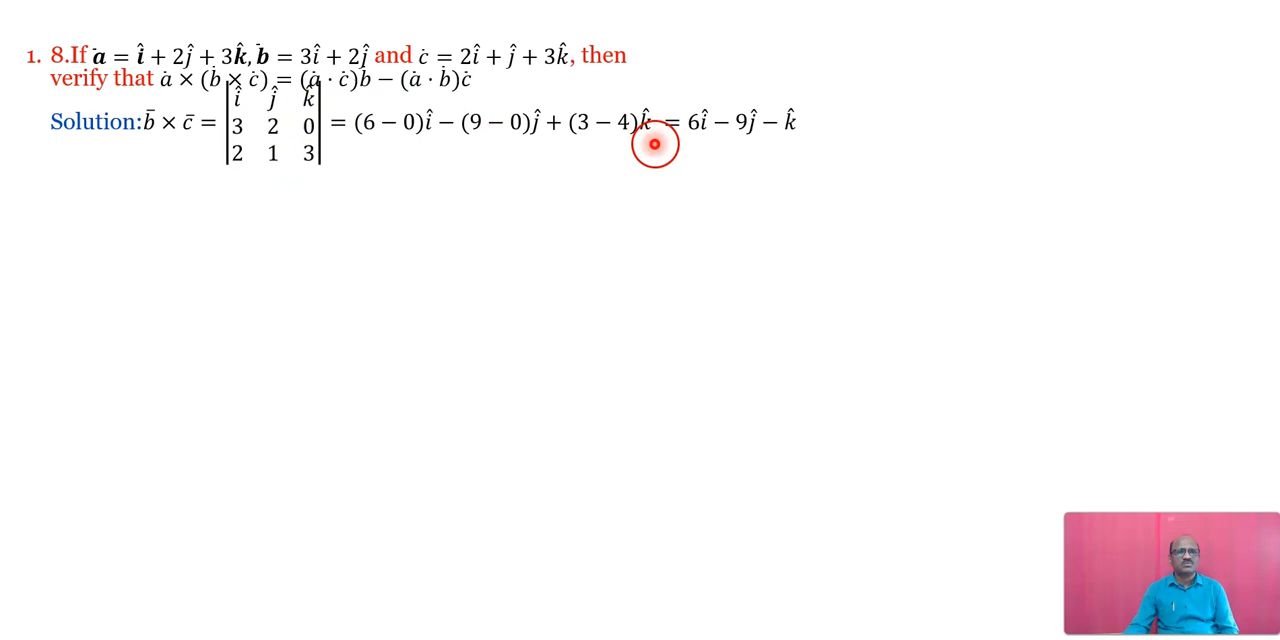 1. 8.If a̅ = î + 2ĵ + 3k̂, b̅ = 3î + 2ĵ and ċ = 2î + ĵ + 3k̂, then
verify that ȧ × (ḃ × ċ) = (ȧ · ċ)ḃ − (ȧ · ḃ)ċ
Solution: b̅ × c̅ = | î ĵ k̂ |
| 3 2 0 | = (6 − 0)î − (9 − 0)ĵ + (3 − 4)k̂ = 6î − 9ĵ − k̂
| 2 1 3 |